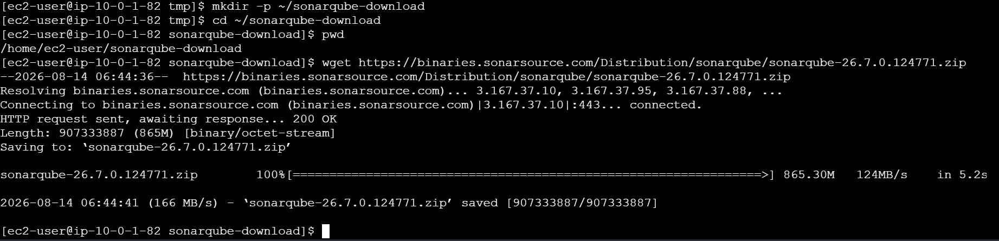 [ec2-user@ip-10-0-1-82 tmp]$ mkdir -p ~/sonarqube-download
[ec2-user@ip-10-0-1-82 tmp]$ cd ~/sonarqube-download
[ec2-user@ip-10-0-1-82 sonarqube-download]$ pwd
/home/ec2-user/sonarqube-download
[ec2-user@ip-10-0-1-82 sonarqube-download]$ wget https://binaries.sonarsource.com/Distribution/sonarqube/sonarqube-26.7.0.124771.zip
--2026-08-14 06:44:36--  https://binaries.sonarsource.com/Distribution/sonarqube/sonarqube-26.7.0.124771.zip
Resolving binaries.sonarsource.com (binaries.sonarsource.com)... 3.167.37.10, 3.167.37.95, 3.167.37.88, ...
Connecting to binaries.sonarsource.com (binaries.sonarsource.com)|3.167.37.10|:443... connected.
HTTP request sent, awaiting response... 200 OK
Length: 907333887 (865M) [binary/octet-stream]
Saving to: ‘sonarqube-26.7.0.124771.zip’
sonarqube-26.7.0.124771.zip        100%[================================================================>] 865.30M   124MB/s    in 5.2s
2026-08-14 06:44:41 (166 MB/s) - ‘sonarqube-26.7.0.124771.zip’ saved [907333887/907333887]
[ec2-user@ip-10-0-1-82 sonarqube-download]$